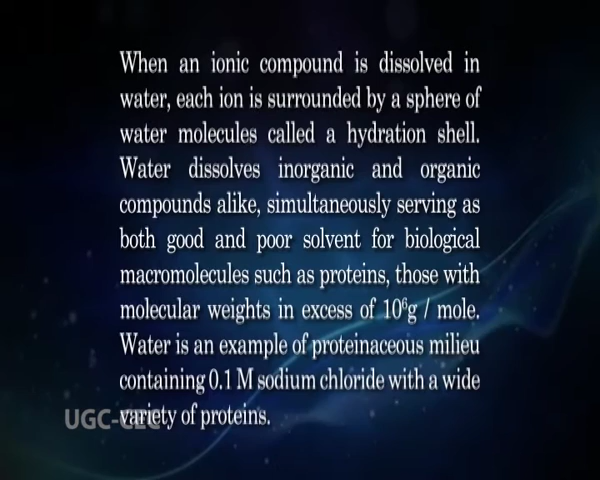 When an ionic compound is dissolved in
water, each ion is surrounded by a sphere of
water molecules called a hydration shell.
Water dissolves inorganic and organic
compounds alike, simultaneously serving as
both good and poor solvent for biological
macromolecules such as proteins, those with
molecular weights in excess of 10⁶g / mole.
Water is an example of proteinaceous milieu
containing 0.1 M sodium chloride with a wide
variety of proteins.
UGC-CEC